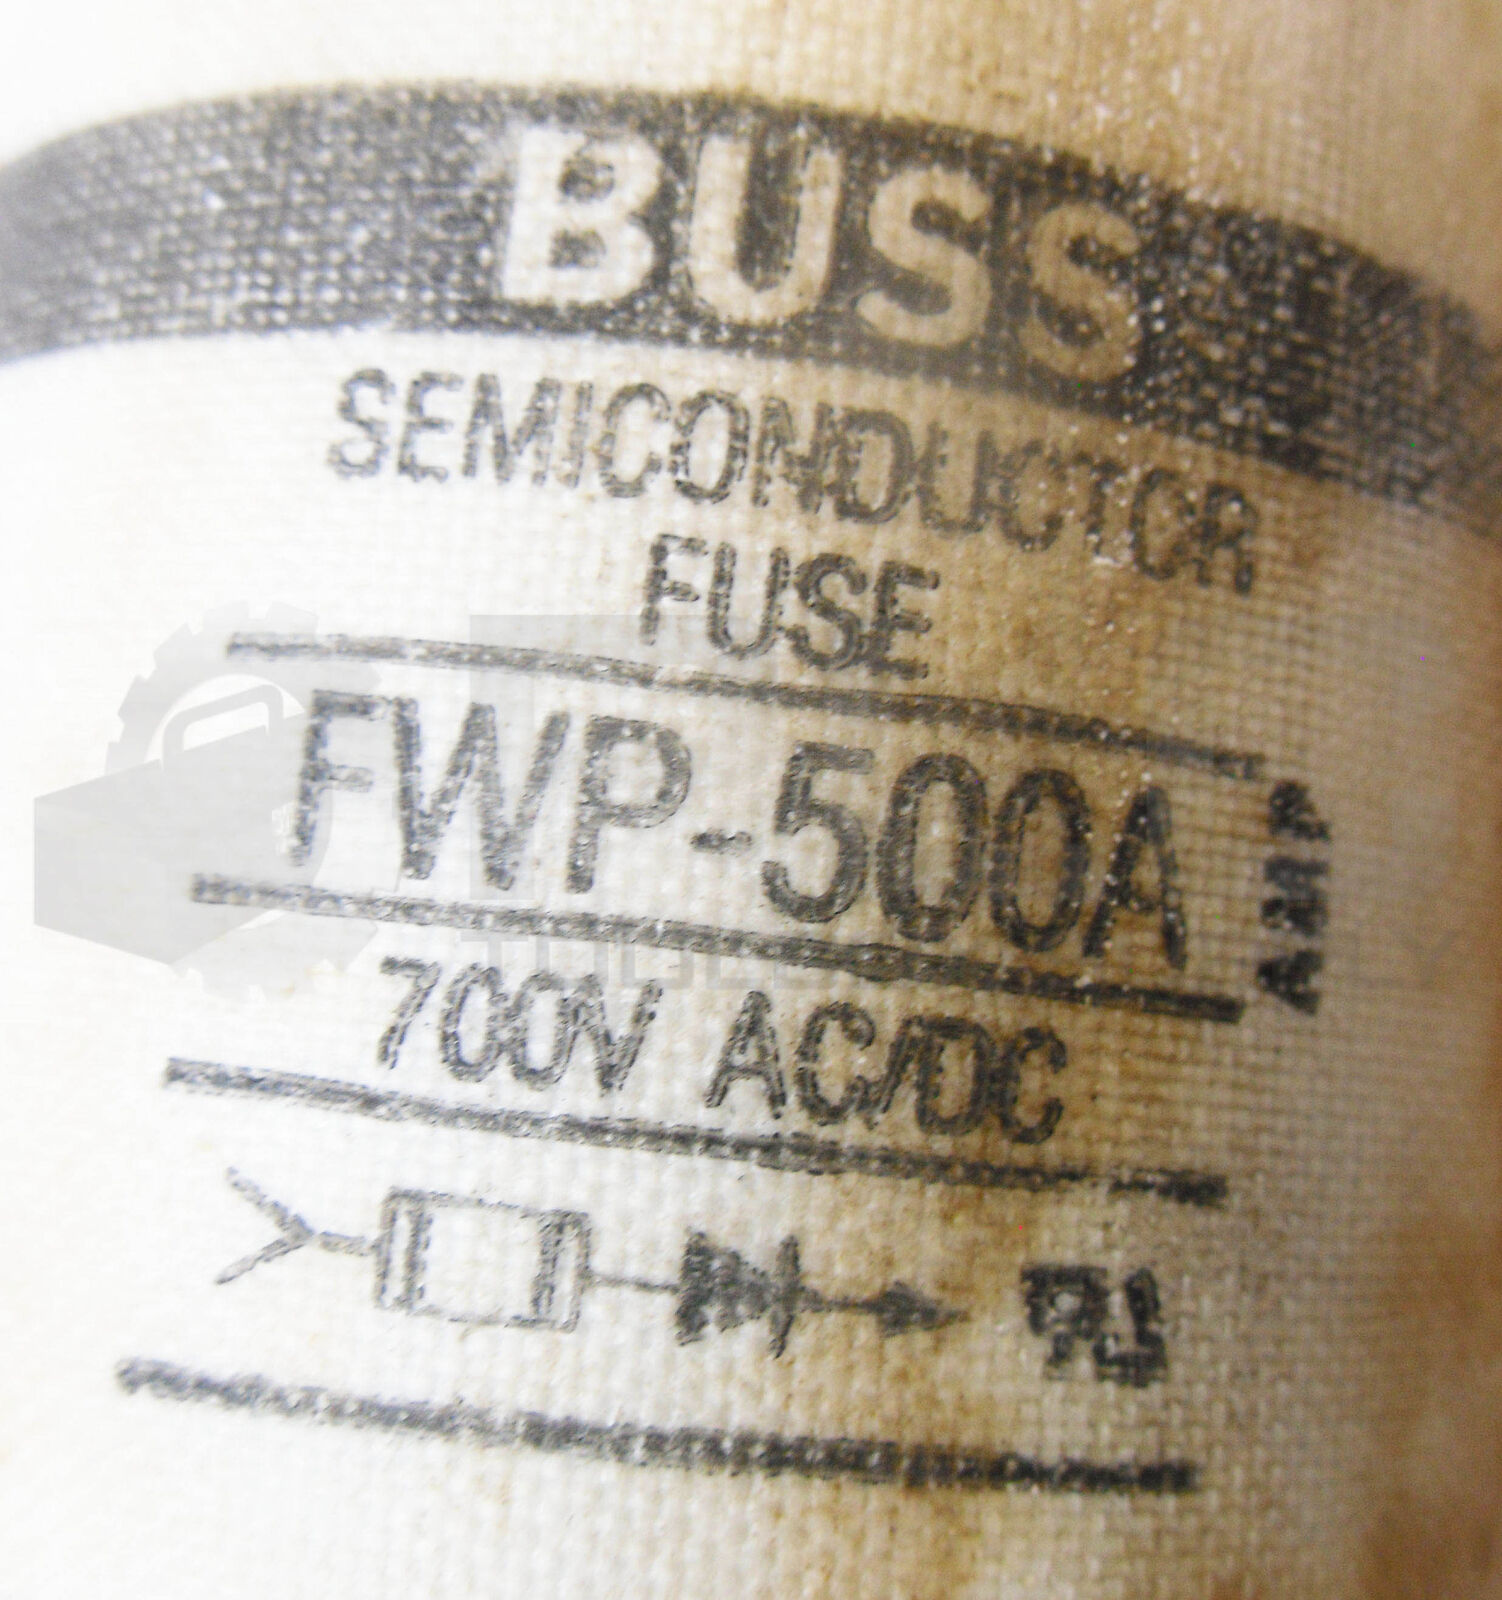 BUSS
SEMICONDUCTOR
FUSE
FWP-500A
AMP
700V AC/DC